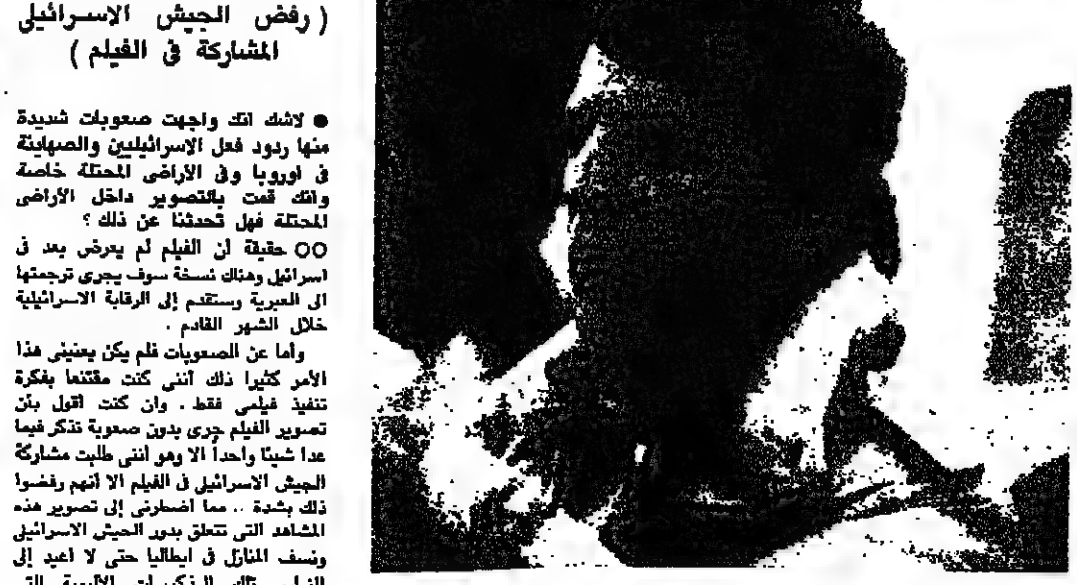 ( رفض الجيش الاسرائيلى
المشاركة فى الفيلم )
● لاشك انك واجهت صعوبات شديدة
منها ردود فعل الاسرائيليين والصهاينة
فى اوروبا وفى الأراضى المحتلة خاصة
وانك قمت بالتصوير داخل الأراضى
المحتلة فهل تحدثنا عن ذلك ؟
○○ حقيقة أن الفيلم لم يعرض بعد فى
اسرائيل وهناك نسخة سوف يجرى ترجمتها
الى العبرية وستقدم إلى الرقابة الاسرائيلية
خلال الشهر القادم .
وأما عن الصعوبات فلم يكن يعنينى هذا
الأمر كثيرا ذلك أننى كنت مقتنعا بفكرة
تنفيذ فيلمى فقط . وان كنت اقول بأن
تصوير الفيلم جرى بدون صعوبة تذكر فيما
عدا شيئا واحداً الا وهو أننى طلبت مشاركة
الجيش الاسرائيلى فى الفيلم الا أنهم رفضوا
ذلك بشدة .. مما أضطرنى إلى تصوير هذه
المشاهد التى تتعلق بدور الجيش الاسرائيلى
ونسف المنازل فى ايطاليا حتى لا اعيد إلى